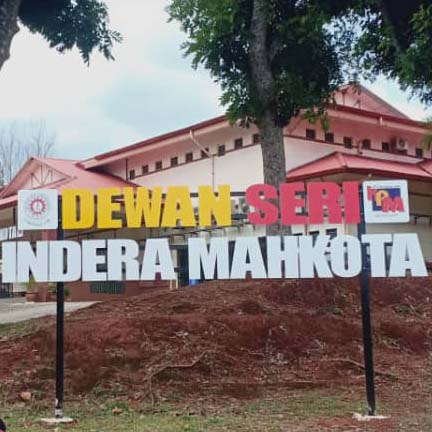 DEWAN SERI
INDERA MAHKOTA